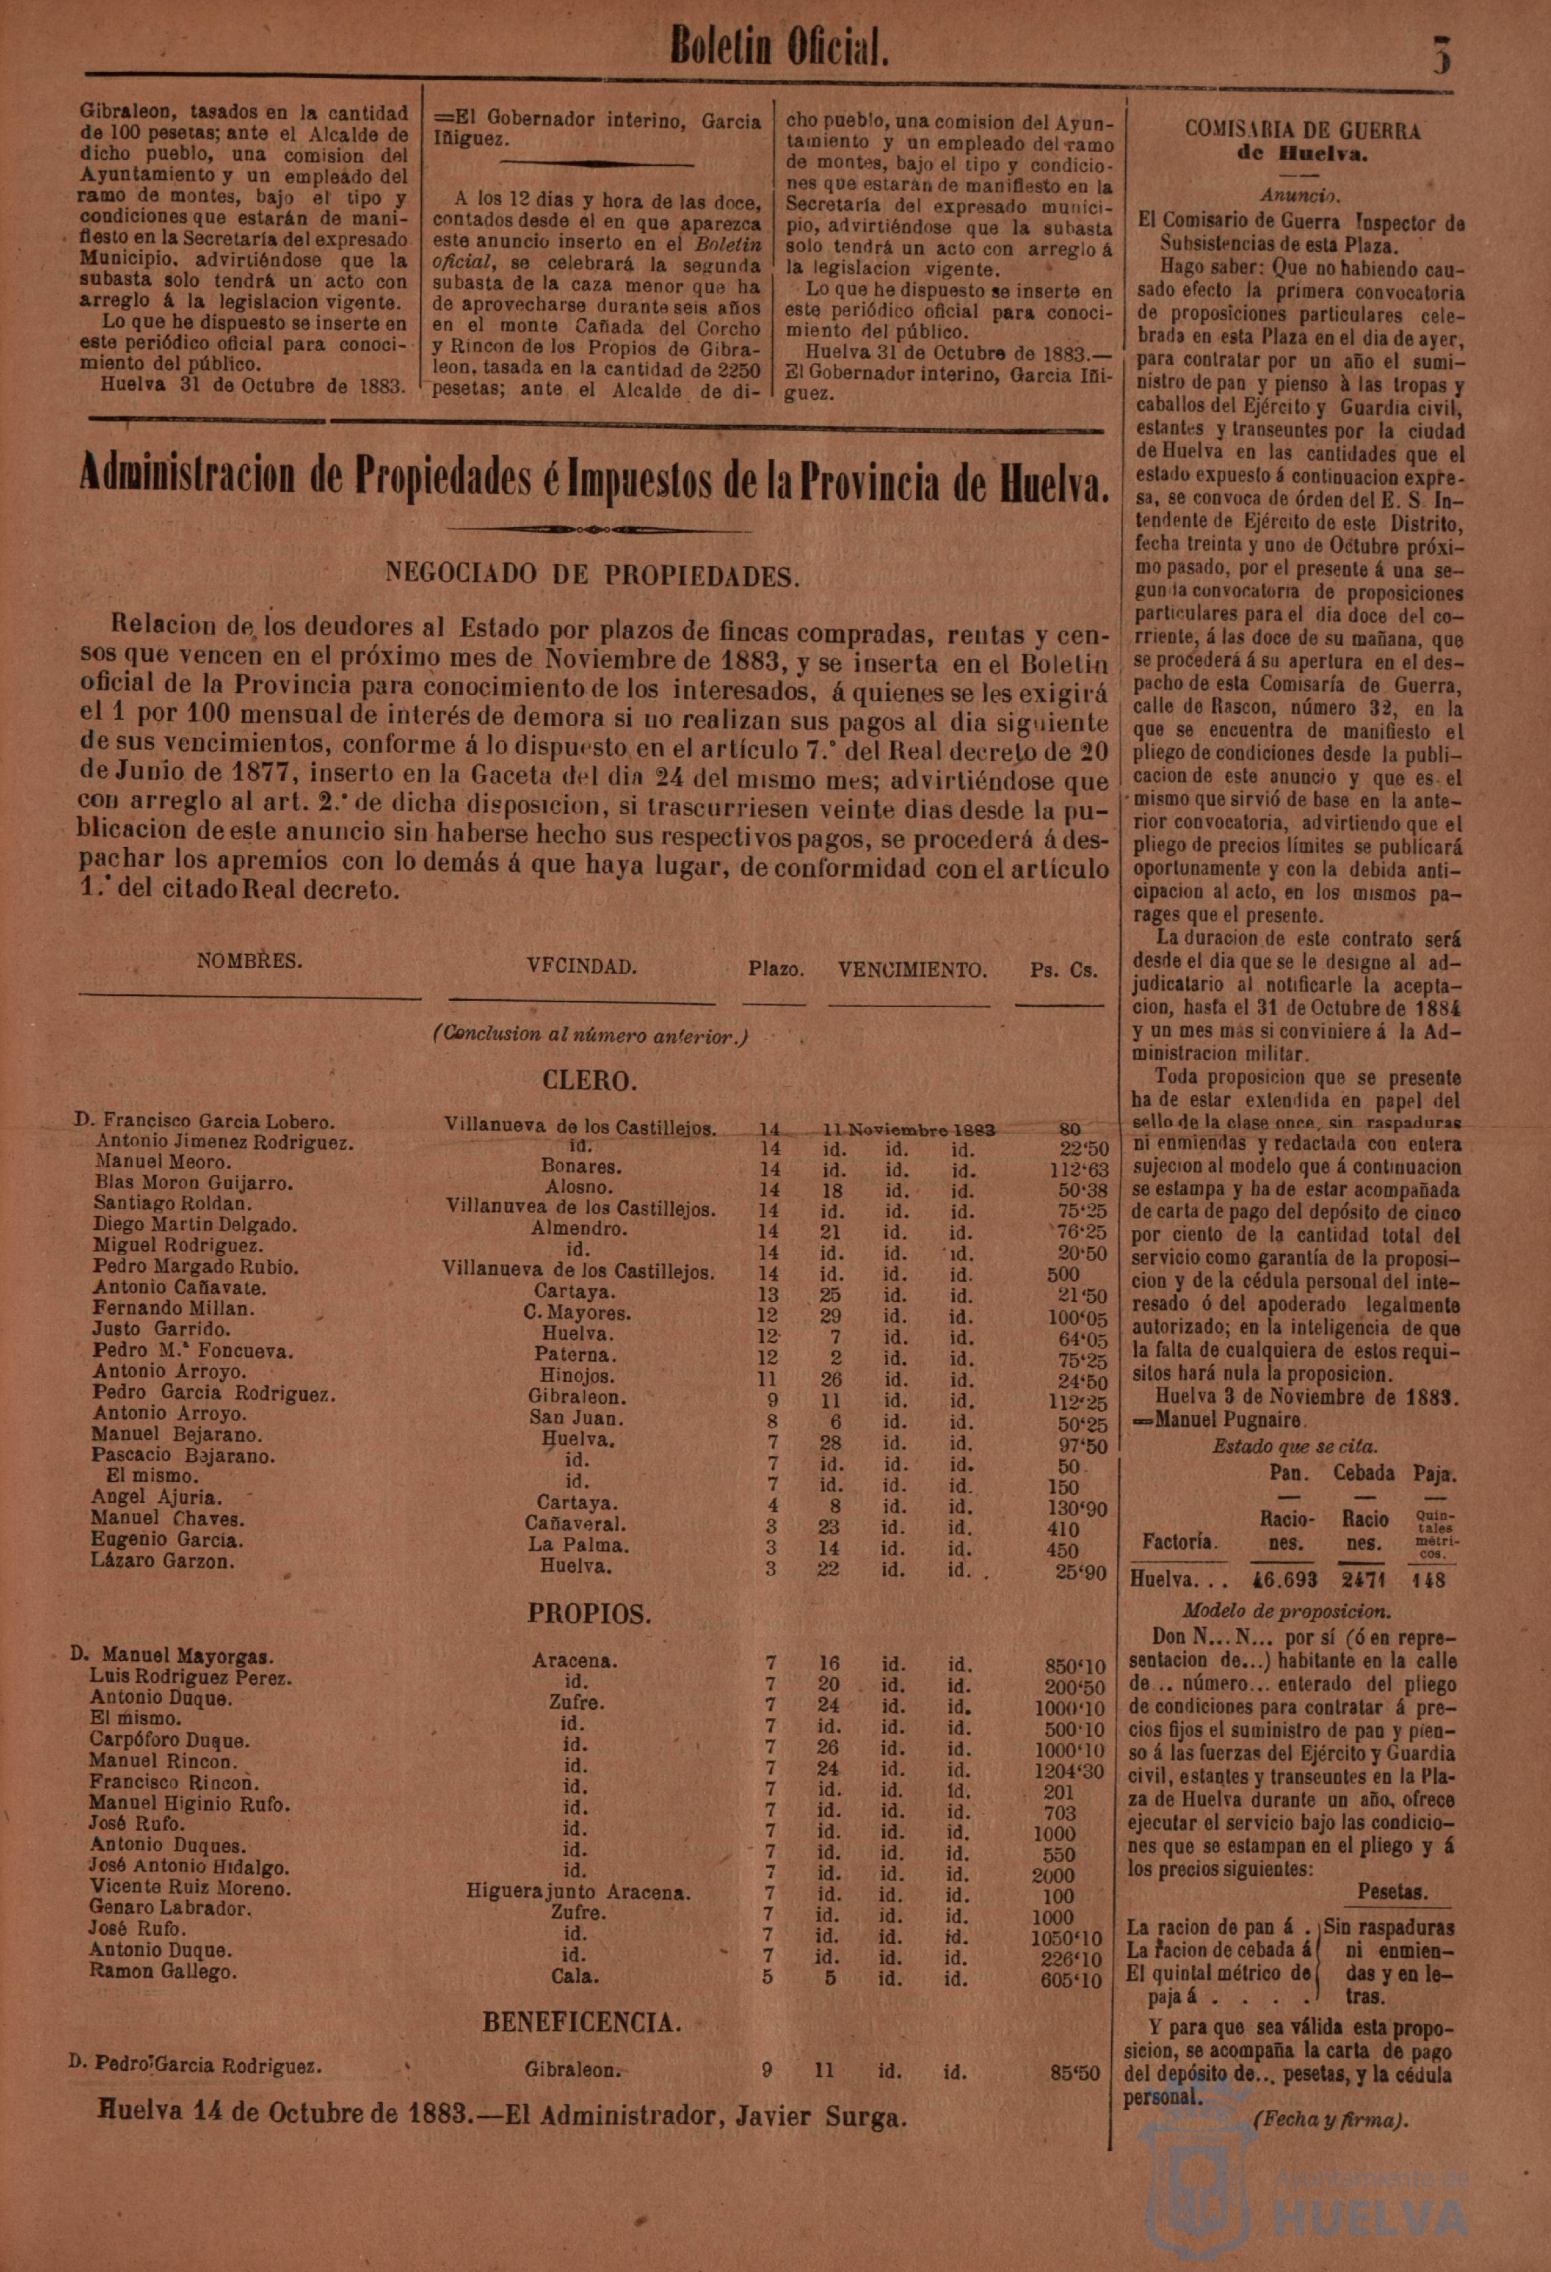 Boletin Oficial.
3
Gibraleon, tasados en la cantidad
de 100 pesetas; ante el Alcalde de
dicho pueblo, una comision del
Ayuntamiento y un empleado del
ramo de montes, bajo el tipo y
condiciones que estarán de mani-
fiesto en la Secretaría del expresado
Municipio, advirtiéndose que la
subasta solo tendrá un acto con
arreglo á la legislacion vigente.
Lo que he dispuesto se inserte en
este periódico oficial para conoci-
miento del público.
Huelva 31 de Octubre de 1883.
=El Gobernador interino, Garcia
Iñiguez.
A los 12 dias y hora de las doce,
contados desde el en que aparezca
este anuncio inserto en el Boletin
oficial, se celebrará la segunda
subasta de la caza menor que ha
de aprovecharse durante seis años
en el monte Cañada del Corcho
y Rincon de los Propios de Gibra-
leon, tasada en la cantidad de 2250
pesetas; ante el Alcalde de di-
cho pueblo, una comision del Ayun-
tamiento y un empleado del ramo
de montes, bajo el tipo y condicio-
nes que estarán de manifiesto en la
Secretaría del expresado munici-
pio, advirtiéndose que la subasta
solo tendrá un acto con arreglo á
la legislacion vigente.
Lo que he dispuesto se inserte en
este periódico oficial para conoci-
miento del público.
Huelva 31 de Octubre de 1883.—
El Gobernador interino, Garcia Iñi-
guez.
Administracion de Propiedades é Impuestos de la Provincia de Huelva.
NEGOCIADO DE PROPIEDADES.
Relacion de los deudores al Estado por plazos de fincas compradas, rentas y cen-
sos que vencen en el próximo mes de Noviembre de 1883, y se inserta en el Boletin
oficial de la Provincia para conocimiento de los interesados, á quienes se les exigirá
el 1 por 100 mensual de interés de demora si no realizan sus pagos al dia siguiente
de sus vencimientos, conforme á lo dispuesto en el artículo 7.° del Real decreto de 20
de Junio de 1877, inserto en la Gaceta del dia 24 del mismo mes; advirtiéndose que
con arreglo al art. 2.° de dicha disposicion, si trascurriesen veinte dias desde la pu-
blicacion de este anuncio sin haberse hecho sus respectivos pagos, se procederá á des-
pachar los apremios con lo demás á que haya lugar, de conformidad con el artículo
1.° del citado Real decreto.
NOMBRES. VECINDAD. Plazo. VENCIMIENTO. Ps. Cs.
(Conclusion al número anterior.)
CLERO.
D. Francisco Garcia Lobero. Villanueva de los Castillejos. 14 11 Noviembre 1883 80
Antonio Jimenez Rodriguez. id. 14 id. id. id. 22'50
Manuel Meoro. Bonares. 14 id. id. id. 112'63
Blas Moron Guijarro. Alosno. 14 18 id. id. 50'38
Santiago Roldan. Villanuvea de los Castillejos. 14 id. id. id. 75'25
Diego Martin Delgado. Almendro. 14 21 id. id. 76'25
Miguel Rodriguez. id. 14 id. id. id. 20'50
Pedro Margado Rubio. Villanueva de los Castillejos. 14 id. id. id. 500
Antonio Cañavate. Cartaya. 13 25 id. id. 21'50
Fernando Millan. C. Mayores. 12 29 id. id. 100'05
Justo Garrido. Huelva. 12 7 id. id. 64'05
Pedro M.ª Foncueva. Paterna. 12 2 id. id. 75'25
Antonio Arroyo. Hinojos. 11 26 id. id. 24'50
Pedro Garcia Rodriguez. Gibraleon. 9 11 id. id. 112'25
Antonio Arroyo. San Juan. 8 6 id. id. 50'25
Manuel Bejarano. Huelva. 7 28 id. id. 97'50
Pascacio Bajarano. id. 7 id. id. id. 50
El mismo. id. 7 id. id. id. 150
Angel Ajuria. Cartaya. 4 8 id. id. 130'90
Manuel Chaves. Cañaveral. 3 23 id. id. 410
Eugenio Garcia. La Palma. 3 14 id. id. 450
Lázaro Garzon. Huelva. 3 22 id. id. 25'90
PROPIOS.
D. Manuel Mayorgas. Aracena. 7 16 id. id. 850'10
Luis Rodriguez Perez. id. 7 20 id. id. 200'50
Antonio Duque. Zufre. 7 24 id. id. 1000'10
El mismo. id. 7 id. id. id. 500'10
Carpóforo Duque. id. 7 26 id. id. 1000'10
Manuel Rincon. id. 7 24 id. id. 1204'30
Francisco Rincon. id. 7 id. id. id. 201
Manuel Higinio Rufo. id. 7 id. id. id. 703
José Rufo. id. 7 id. id. id. 1000
Antonio Duques. id. 7 id. id. id. 550
José Antonio Hidalgo. id. 7 id. id. id. 2000
Vicente Ruiz Moreno. Higuera junto Aracena. 7 id. id. id. 100
Genaro Labrador. Zufre. 7 id. id. id. 1000
José Rufo. id. 7 id. id. id. 1050'10
Antonio Duque. id. 7 id. id. id. 226'10
Ramon Gallego. Cala. 5 5 id. id. 605'10
BENEFICENCIA.
D. Pedro Garcia Rodriguez. Gibraleon. 9 11 id. id. 85'50
Huelva 14 de Octubre de 1883.—El Administrador, Javier Surga.
COMISARIA DE GUERRA
de Huelva.
Anuncio.
El Comisario de Guerra Inspector de
Subsistencias de esta Plaza.
Hago saber: Que no habiendo cau-
sado efecto la primera convocatoria
de proposiciones particulares cele-
brada en esta Plaza en el dia de ayer,
para contratar por un año el sumi-
nistro de pan y pienso à las tropas y
caballos del Ejército y Guardia civil,
estantes y transeuntes por la ciudad
de Huelva en las cantidades que el
estado expuesto á continuacion expre-
sa, se convoca de órden del E. S. In-
tendente de Ejército de este Distrito,
fecha treinta y uno de Octubre próxi-
mo pasado, por el presente á una se-
gunda convocatoria de proposiciones
particulares para el dia doce del co-
rriente, á las doce de su mañana, que
se procederá á su apertura en el des-
pacho de esta Comisaría de Guerra,
calle de Rascon, número 32, en la
que se encuentra de manifiesto el
pliego de condiciones desde la publi-
cacion de este anuncio y que es el
mismo que sirvió de base en la ante-
rior convocatoria, advirtiendo que el
pliego de precios límites se publicará
oportunamente y con la debida anti-
cipacion al acto, en los mismos pa-
rages que el presente.
La duracion de este contrato será
desde el dia que se le designe al ad-
judicatario al notificarle la acepta-
cion, hasta el 31 de Octubre de 1884
y un mes más si conviniere á la Ad-
ministracion militar.
Toda proposicion que se presente
ha de estar extendida en papel del
sello de la clase once, sin raspaduras
ni enmiendas y redactada con entera
sujecion al modelo que á continuacion
se estampa y ha de estar acompañada
de carta de pago del depósito de cinco
por ciento de la cantidad total del
servicio como garantía de la proposi-
cion y de la cédula personal del inte-
resado ó del apoderado legalmente
autorizado; en la inteligencia de que
la falta de cualquiera de estos requi-
sitos hará nula la proposicion.
Huelva 3 de Noviembre de 1883.
=Manuel Pugnaire.
Estado que se cita.
Pan. Cebada Paja.
Factoría. Racio-nes. Racio nes. Quin-tales métri-cos.
Huelva... 46.693 2471 148
Modelo de proposicion.
Don N... N... por sí (ó en repre-
sentacion de...) habitante en la calle
de... número... enterado del pliego
de condiciones para contratar á pre-
cios fijos el suministro de pan y pien-
so á las fuerzas del Ejército y Guardia
civil, estantes y transeuntes en la Pla-
za de Huelva durante un año, ofrece
ejecutar el servicio bajo las condicio-
nes que se estampan en el pliego y á
los precios siguientes:
Pesetas.
La racion de pan á . Sin raspaduras
La racion de cebada á ni enmien-
El quintal métrico de das y en le-
paja á . . . . tras.
Y para que sea válida esta propo-
sicion, se acompaña la carta de pago
del depósito de... pesetas, y la cédula
personal.
(Fecha y firma).
Ayuntamiento de
HUELVA